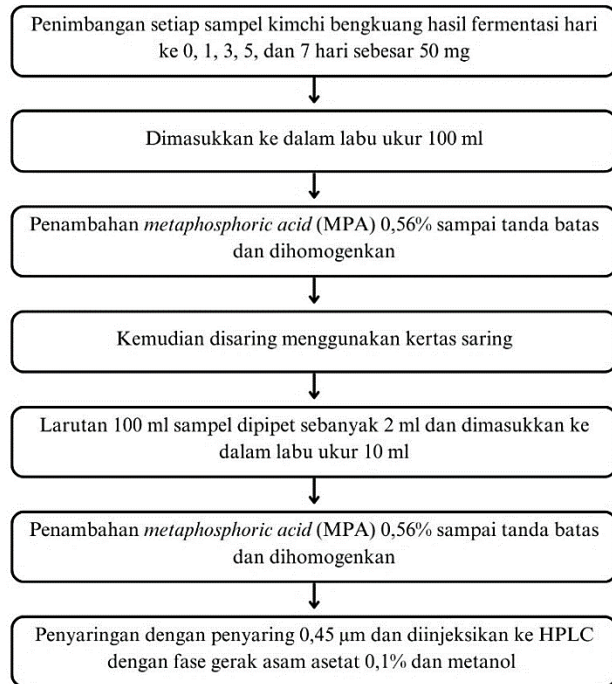 Penimbangan setiap sampel kimchi bengkuang hasil fermentasi hari
ke 0, 1, 3, 5, dan 7 hari sebesar 50 mg
Dimasukkan ke dalam labu ukur 100 ml
Penambahan metaphosphoric acid (MPA) 0,56% sampai tanda batas
dan dihomogenkan
Kemudian disaring menggunakan kertas saring
Larutan 100 ml sampel dipipet sebanyak 2 ml dan dimasukkan ke
dalam labu ukur 10 ml
Penambahan metaphosphoric acid (MPA) 0,56% sampai tanda batas
dan dihomogenkan
Penyaringan dengan penyaring 0,45 μm dan diinjeksikan ke HPLC
dengan fase gerak asam asetat 0,1% dan metanol